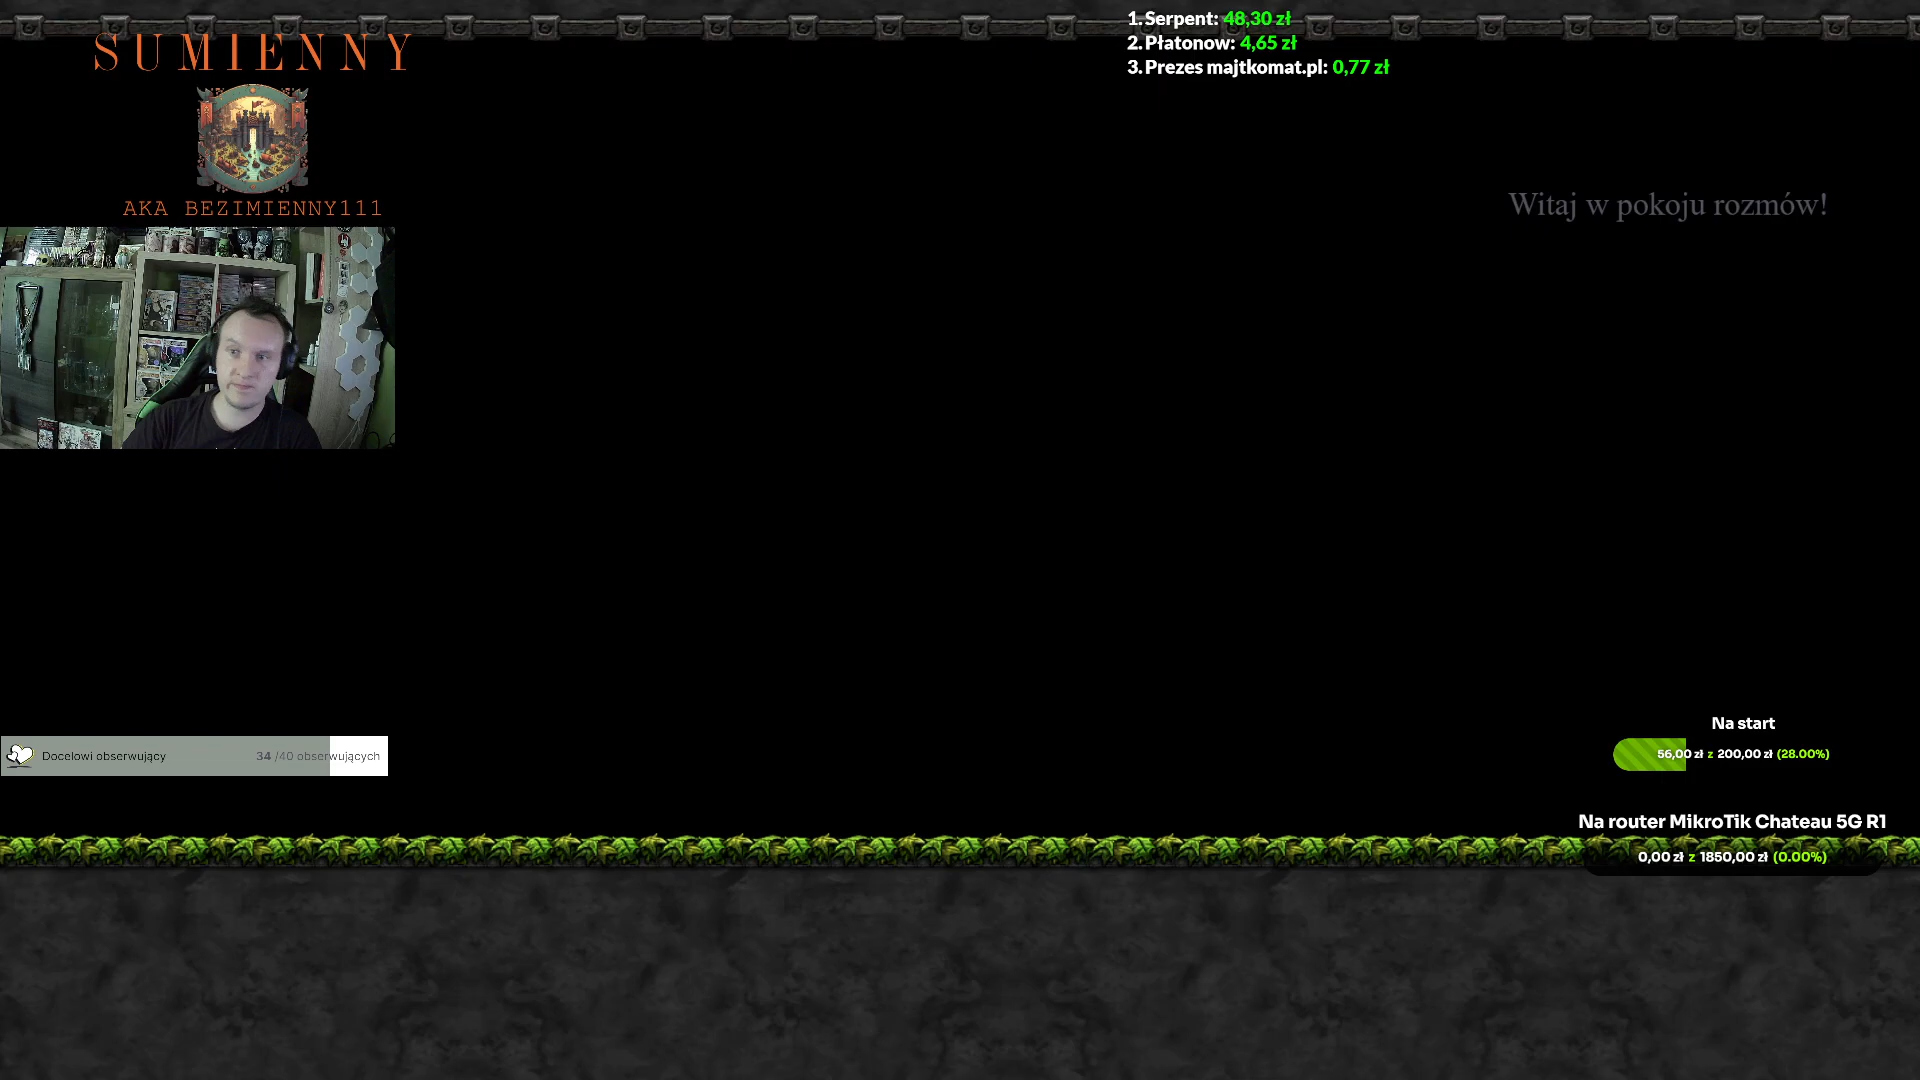 1. Serpent: 48,30 zł
2. Płatonow: 4,65 zł
3. Prezes majtkomat.pl: 0,77 zł
SUMIENNY
AKA BEZIMIENNY111
Witaj w pokoju rozmów!
Na start
56,00 zł z 200,00 zł (28.00%)
Docelowi obserwujący 34 /40 obserwujących
Na router MikroTik Chateau 5G R1
0,00 zł z 1850,00 zł (0.00%)